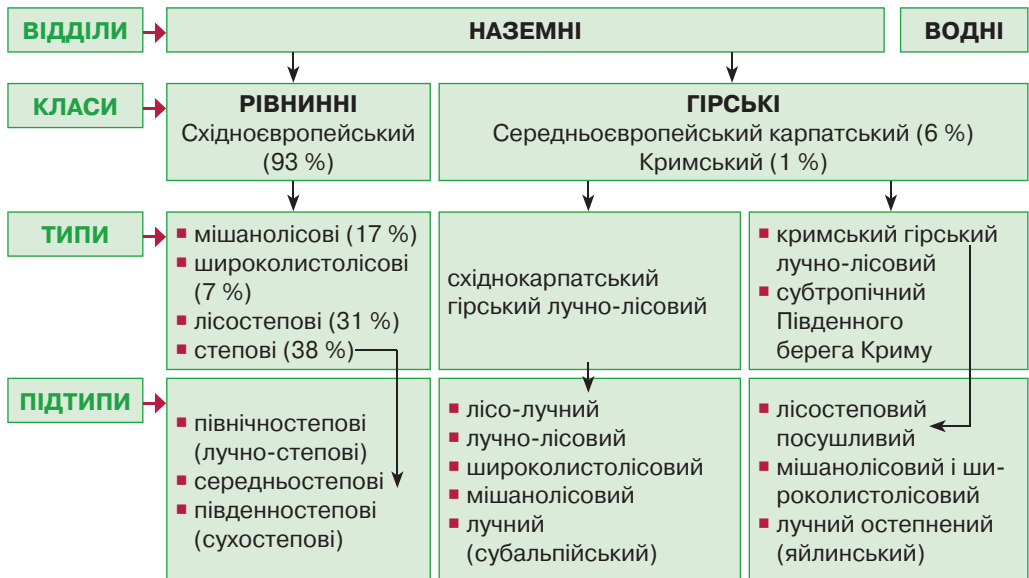 ВІДДІЛИ
НАЗЕМНІ
ВОДНІ
КЛАСИ
РІВНИННІ
Східноєвропейський
(93 %)
ГІРСЬКІ
Середньоєвропейський карпатський (6 %)
Кримський (1 %)
ТИПИ
мішанолісові (17 %)
широколистолісові
(7 %)
лісостепові (31 %)
степові (38 %)
східнокарпатський
гірський лучно-лісовий
кримський гірський
лучно-лісовий
субтропічний
Південного
берега Криму
ПІДТИПИ
північностепові
(лучно-степові)
середньостепові
південностепові
(сухостепові)
лісо-лучний
лучно-лісовий
широколистолісовий
мішанолісовий
лучний
(субальпійський)
лісостеповий
посушливий
мішанолісовий і ши-
роколистолісовий
лучний остепнений
(яйлинський)